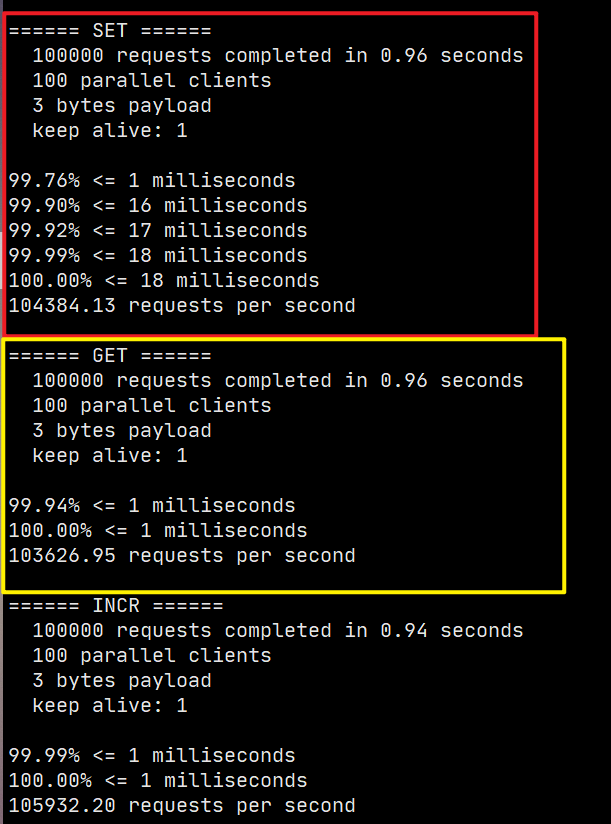 ====== SET ======
100000 requests completed in 0.96 seconds
100 parallel clients
3 bytes payload
keep alive: 1
99.76% <= 1 milliseconds
99.90% <= 16 milliseconds
99.92% <= 17 milliseconds
99.99% <= 18 milliseconds
100.00% <= 18 milliseconds
104384.13 requests per second
====== GET ======
100000 requests completed in 0.96 seconds
100 parallel clients
3 bytes payload
keep alive: 1
99.94% <= 1 milliseconds
100.00% <= 1 milliseconds
103626.95 requests per second
====== INCR ======
100000 requests completed in 0.94 seconds
100 parallel clients
3 bytes payload
keep alive: 1
99.99% <= 1 milliseconds
100.00% <= 1 milliseconds
105932.20 requests per second